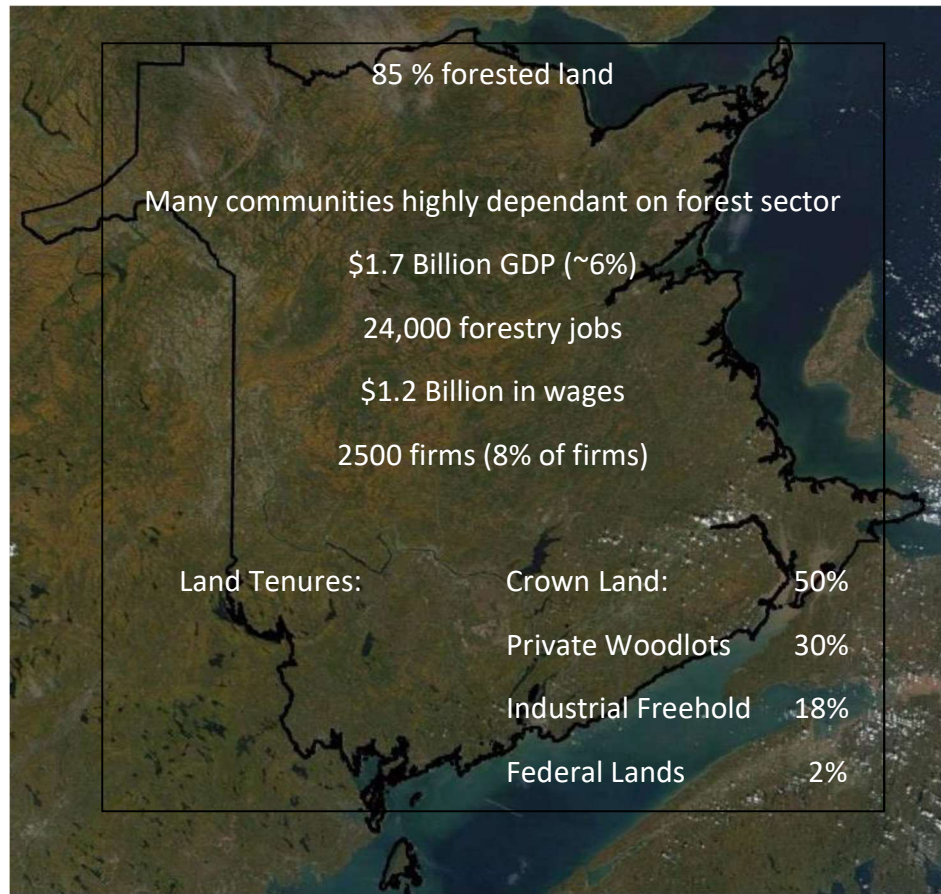 85 % forested land
Many communities highly dependant on forest sector
$1.7 Billion GDP (~6%)
24,000 forestry jobs
$1.2 Billion in wages
2500 firms (8% of firms)
Land Tenures: Crown Land: 50%
Private Woodlots 30%
Industrial Freehold 18%
Federal Lands 2%